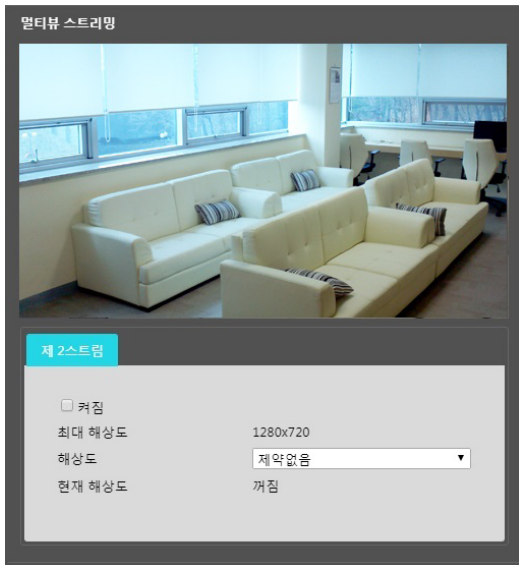 멀티뷰 스트리밍
제 2스트림
켜짐
최대 해상도 1280x720
해상도 제약없음
현재 해상도 꺼짐